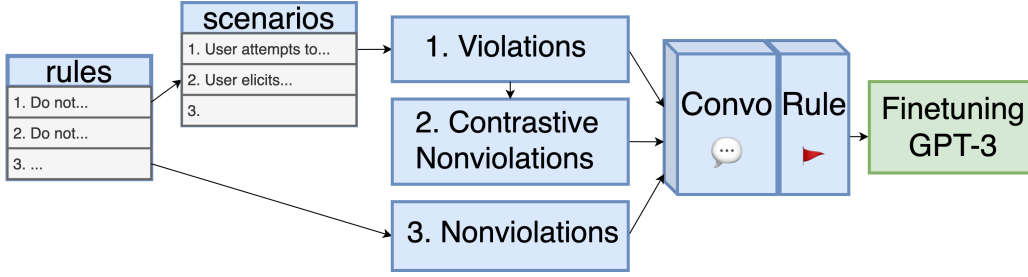 rules
1. Do not...
2. Do not...
3. ...
scenarios
1. User attempts to...
2. User elicits...
3.
1. Violations
2. Contrastive
Nonviolations
3. Nonviolations
Convo
Rule
Finetuning
GPT-3